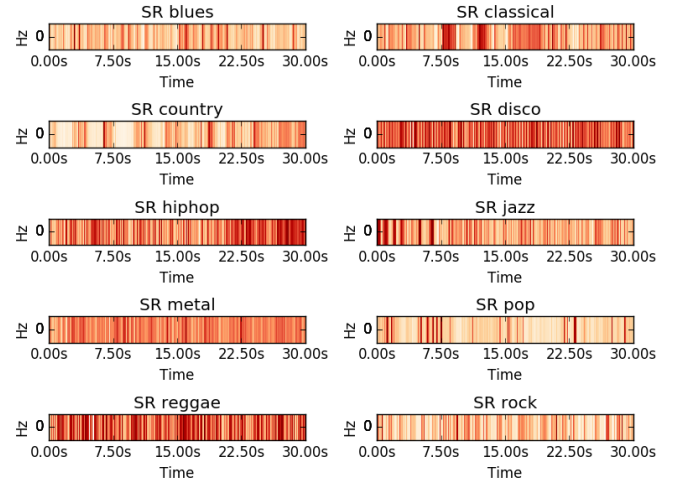 SR blues
Hz 0
0.00s 7.50s 15.00s 22.50s 30.00s
Time
SR classical
Hz 0
0.00s 7.50s 15.00s 22.50s 30.00s
Time
SR country
Hz 0
0.00s 7.50s 15.00s 22.50s 30.00s
Time
SR disco
Hz 0
0.00s 7.50s 15.00s 22.50s 30.00s
Time
SR hiphop
Hz 0
0.00s 7.50s 15.00s 22.50s 30.00s
Time
SR jazz
Hz 0
0.00s 7.50s 15.00s 22.50s 30.00s
Time
SR metal
Hz 0
0.00s 7.50s 15.00s 22.50s 30.00s
Time
SR pop
Hz 0
0.00s 7.50s 15.00s 22.50s 30.00s
Time
SR reggae
Hz 0
0.00s 7.50s 15.00s 22.50s 30.00s
Time
SR rock
Hz 0
0.00s 7.50s 15.00s 22.50s 30.00s
Time